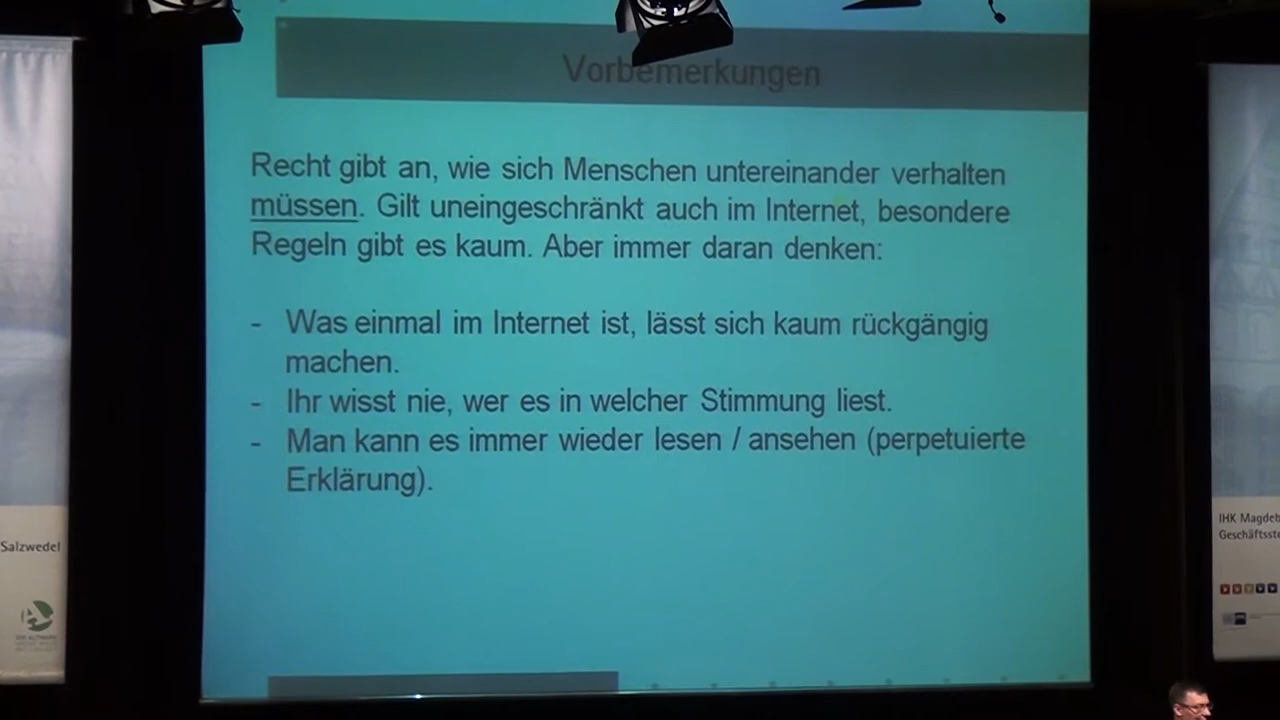 Vorbemerkungen
Recht gibt an, wie sich Menschen untereinander verhalten
müssen. Gilt uneingeschränkt auch im Internet, besondere
Regeln gibt es kaum. Aber immer daran denken:
- Was einmal im Internet ist, lässt sich kaum rückgängig
machen.
- Ihr wisst nie, wer es in welcher Stimmung liest.
- Man kann es immer wieder lesen / ansehen (perpetuierte
Erklärung).
Salzwedel
IHK Magdeb
Geschäftsste